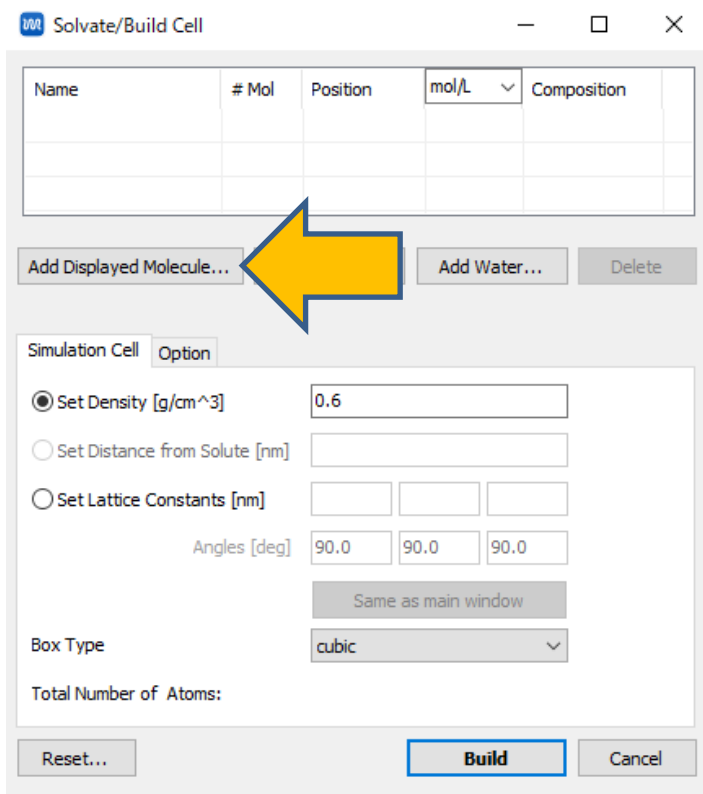 Solvate/Build Cell
Name # Mol Position mol/L Composition
Add Displayed Molecule... Add Water... Delete
Simulation Cell Option
Set Density [g/cm^3] 0.6
Set Distance from Solute [nm]
Set Lattice Constants [nm]
Angles [deg] 90.0 90.0 90.0
Same as main window
Box Type cubic
Total Number of Atoms:
Reset... Build Cancel